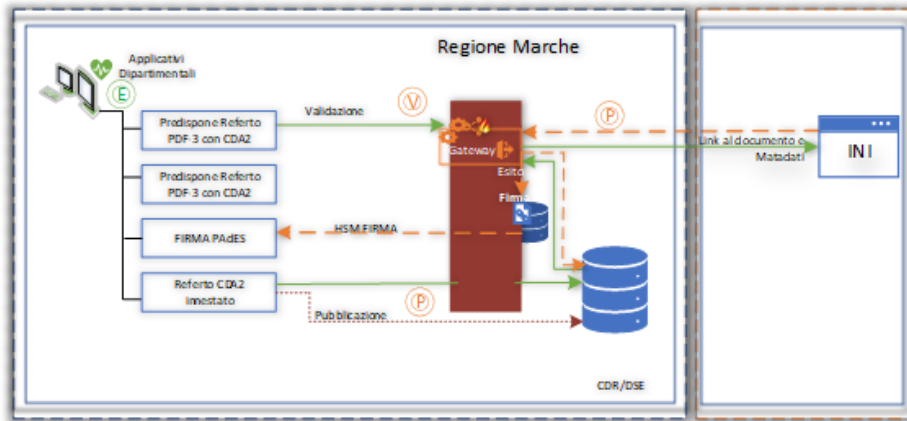 Regione Marche
Applicativi
Dipartimentali
E
Predispone Referto
PDF-3 con CDA2
Validazione
V
P
Gateway
Link al documento e
Matadati
INI
Esito
Predispone Referto
PDF-3 con CDA2
Firma
FIRMA PAdES
HSM FIRMA
Referto CDA2
P
Pubblicazione
CDR/DSE